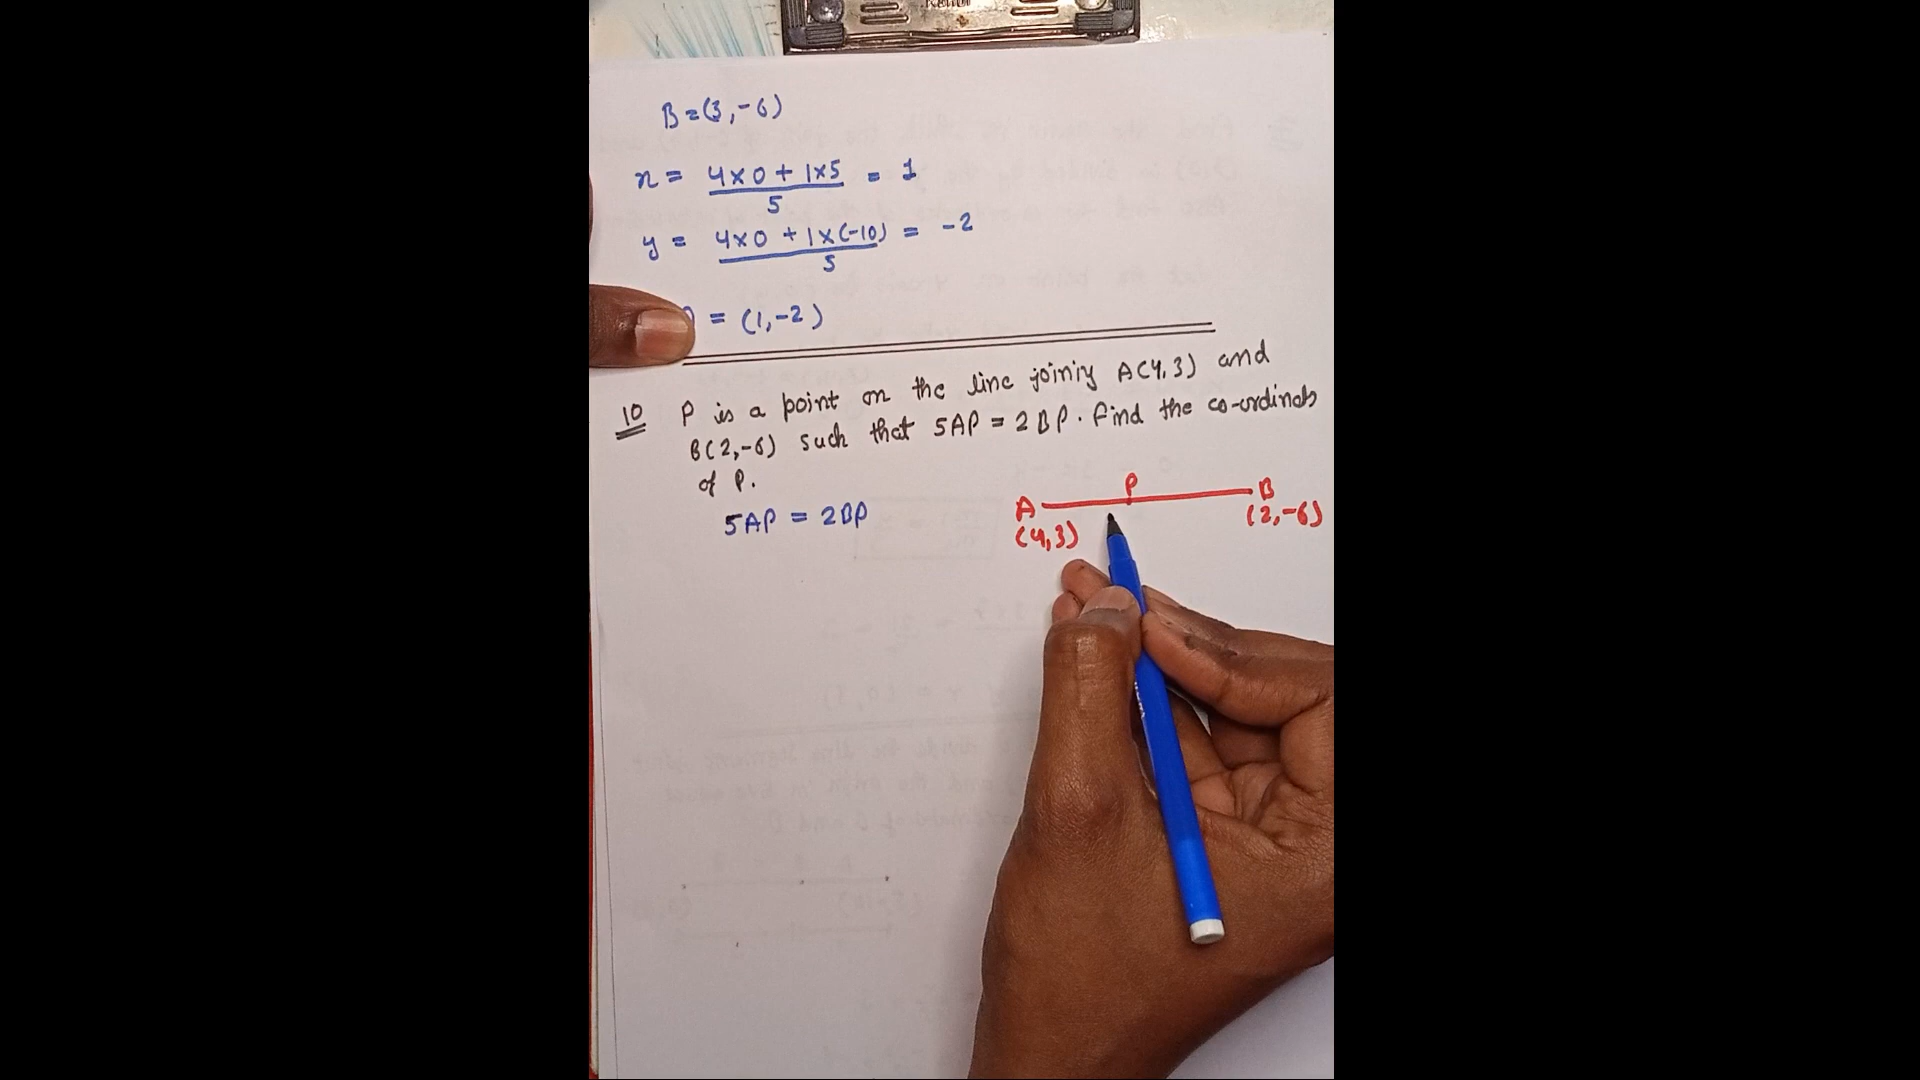 B=(3,-6)
x = 4×0 + 1×5 / 5 = 1
y = 4×0 + 1×(-10) / 5 = -2
= (1,-2)
10 P is a point on the line joining A(4,3) and
B(2,-6) such that 5AP = 2BP. Find the co-ordinats
of P.
5AP = 2BP
A P B
(4,3) (2,-6)